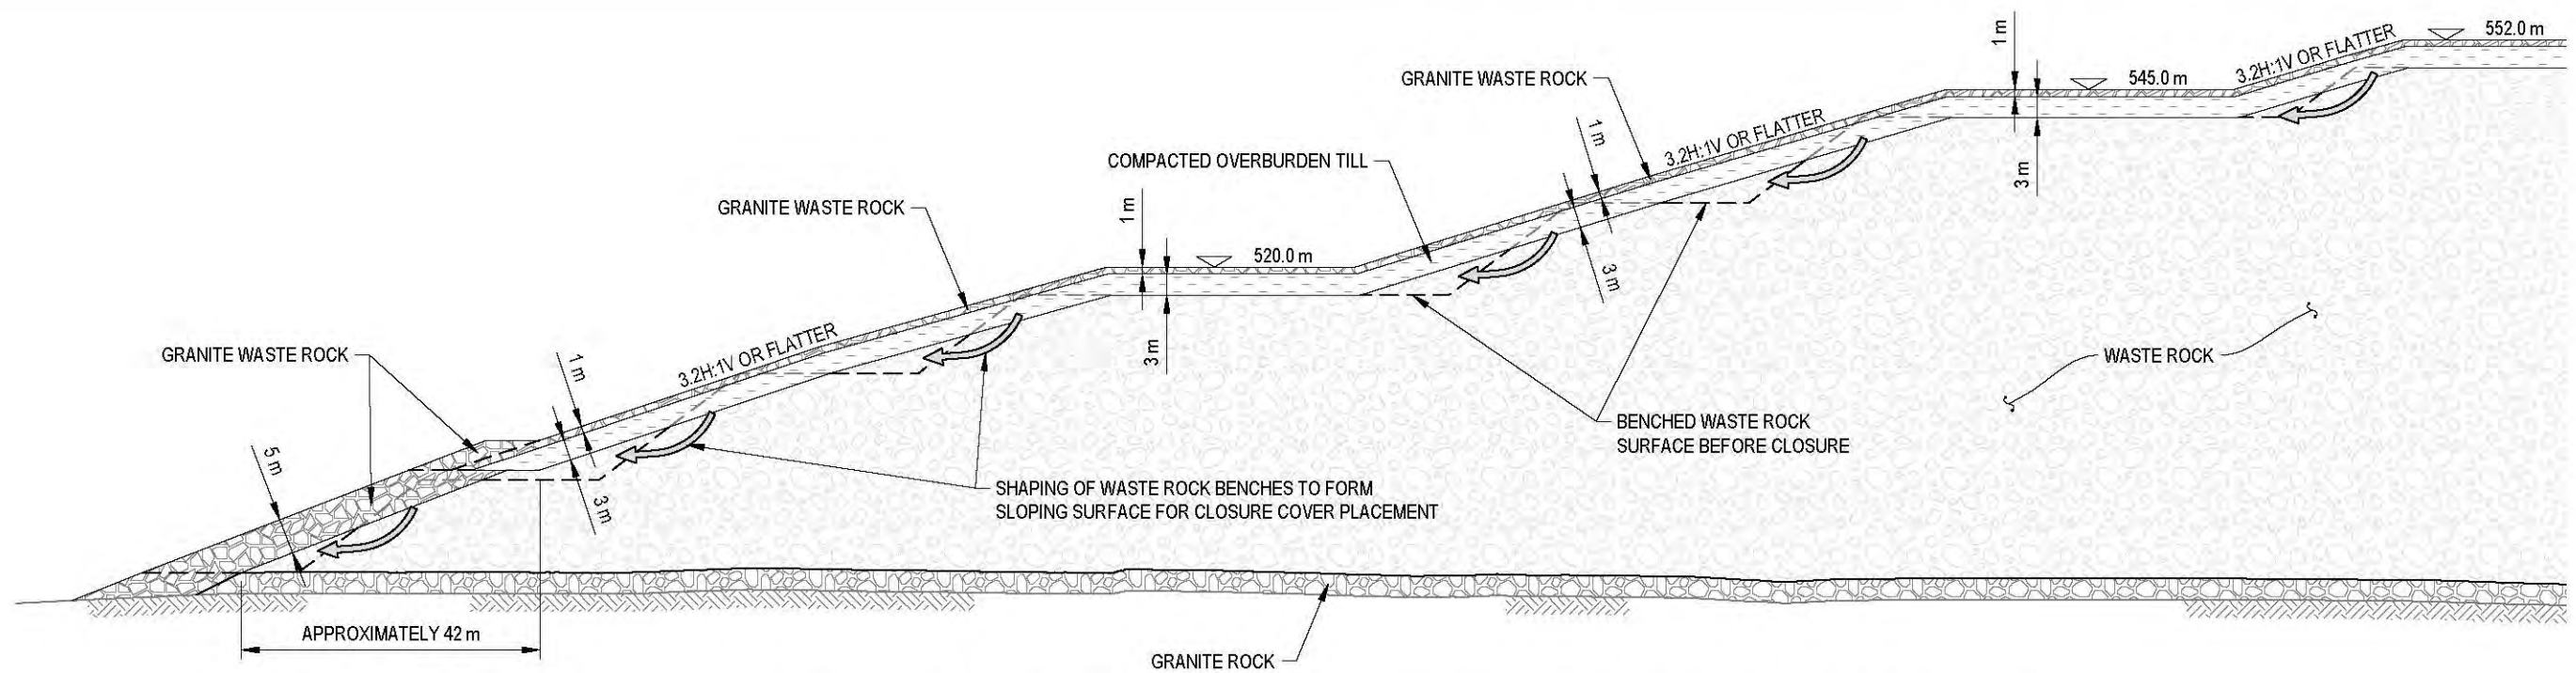 1 m
552.0 m
3.2H:1V OR FLATTER
GRANITE WASTE ROCK
545.0 m
1 m
3.2H:1V OR FLATTER
COMPACTED OVERBURDEN TILL
3 m
GRANITE WASTE ROCK
1 m
520.0 m
3 m
3 m
GRANITE WASTE ROCK
1 m
3.2H:1V OR FLATTER
WASTE ROCK
BENCHED WASTE ROCK
SURFACE BEFORE CLOSURE
5 m
3 m
SHAPING OF WASTE ROCK BENCHES TO FORM
SLOPING SURFACE FOR CLOSURE COVER PLACEMENT
APPROXIMATELY 42 m
GRANITE ROCK